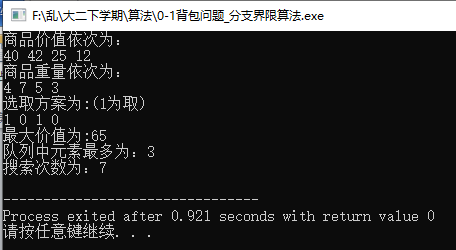 F:\乱\大二下学期\算法\0-1背包问题_分支界限算法.exe
商品价值依次为：
40 42 25 12
商品重量依次为：
4 7 5 3
选取方案为:(1为取)
1 0 1 0
最大价值为:65
队列中元素最多为：3
搜索次数为：7
--------------------------------
Process exited after 0.921 seconds with return value 0
请按任意键继续. . .